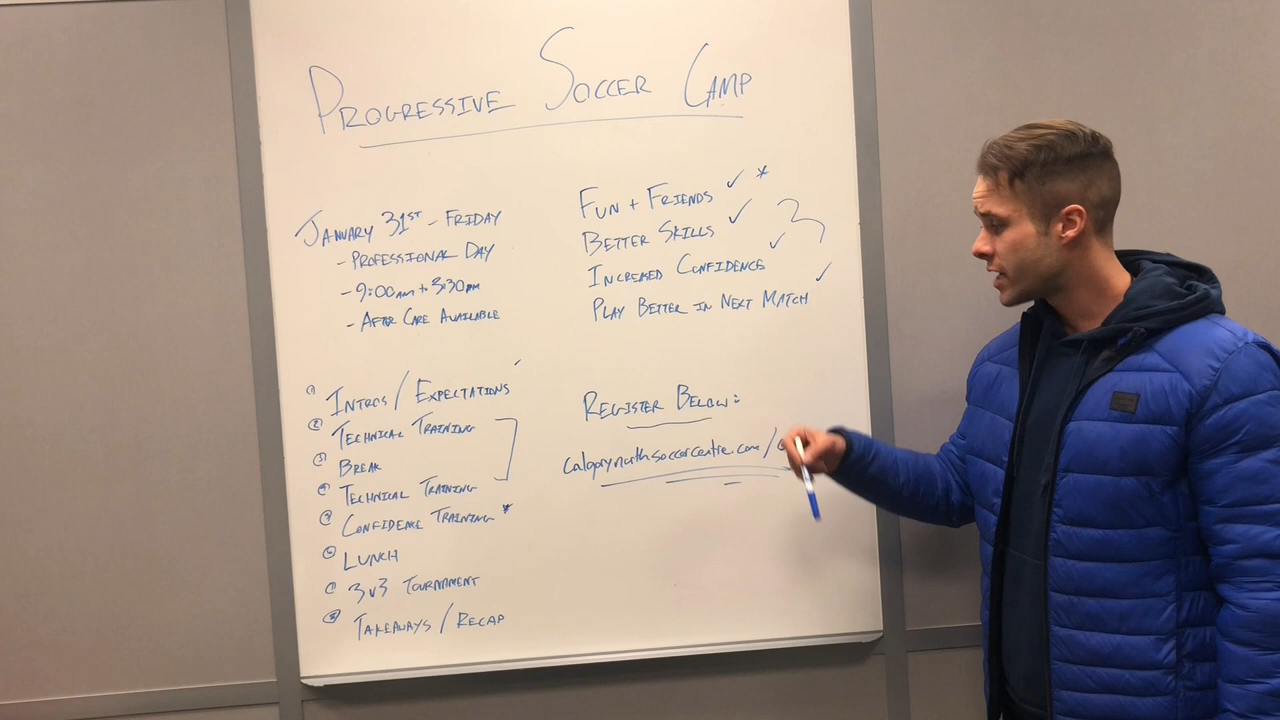 PROGRESSIVE SOCCER CAMP
JANUARY 31ST - FRIDAY
- PROFESSIONAL DAY
- 9:00am to 3:30pm
- AFTER CARE AVAILABLE
① INTROS / EXPECTATIONS
② TECHNICAL TRAINING
③ BREAK
④ TECHNICAL TRAINING
⑤ CONFIDENCE TRAINING *
⑥ LUNCH
⑦ 3v3 TOURNAMENT
⑧ TAKEAWAYS / RECAP
FUN + FRIENDS ✓ *
BETTER SKILLS ✓
INCREASED CONFIDENCE ✓
PLAY BETTER IN NEXT MATCH ✓
REGISTER BELOW:
calgarynorthsoccercentre.com/